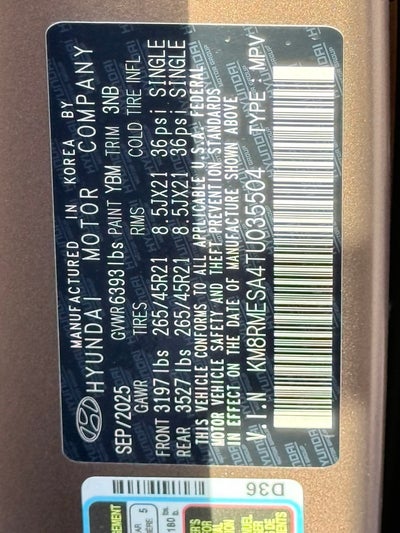 MANUFACTURED IN KOREA BY
HYUNDAI MOTOR COMPANY
SEP/2025 GVWR 6393 lbs PAINT YBM TRIM 3NB
GAWR TIRES RIMS COLD TIRE INFL
FRONT 3197 lbs 265/45R21 8.5JX21 36psi SINGLE
REAR 3527 lbs 265/45R21 8.5JX21 36psi SINGLE
THIS VEHICLE CONFORMS TO ALL APPLICABLE U.S.A. FEDERAL
MOTOR VEHICLE SAFETY AND THEFT PREVENTION STANDARDS
IN EFFECT ON THE DATE OF MANUFACTURE SHOWN ABOVE
V.I.N KM8RMESA4TU035504 TYPE : MPV
D36